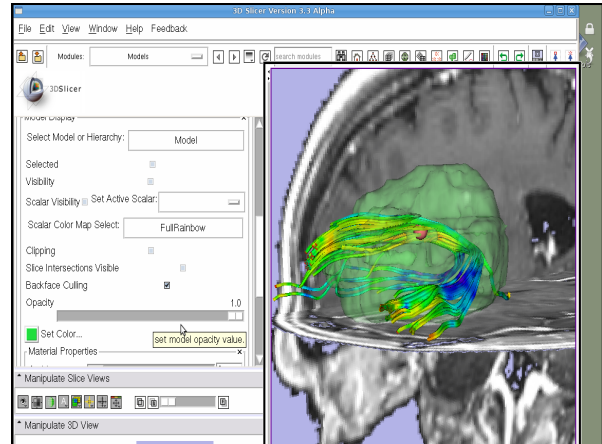 3D Slicer Version 3.3 Alpha
File Edit View Window Help Feedback
Modules: Models search modules
3DSlicer
Model Display x
Select Model or Hierarchy: Model
Selected
Visibility
Scalar Visibility Set Active Scalar:
Scalar Color Map Select: FullRainbow
Clipping
Slice Intersections Visible
Backface Culling
Opacity 1.0
Set Color...
set model opacity value.
Material Properties x
Manipulate Slice Views
Manipulate 3D View